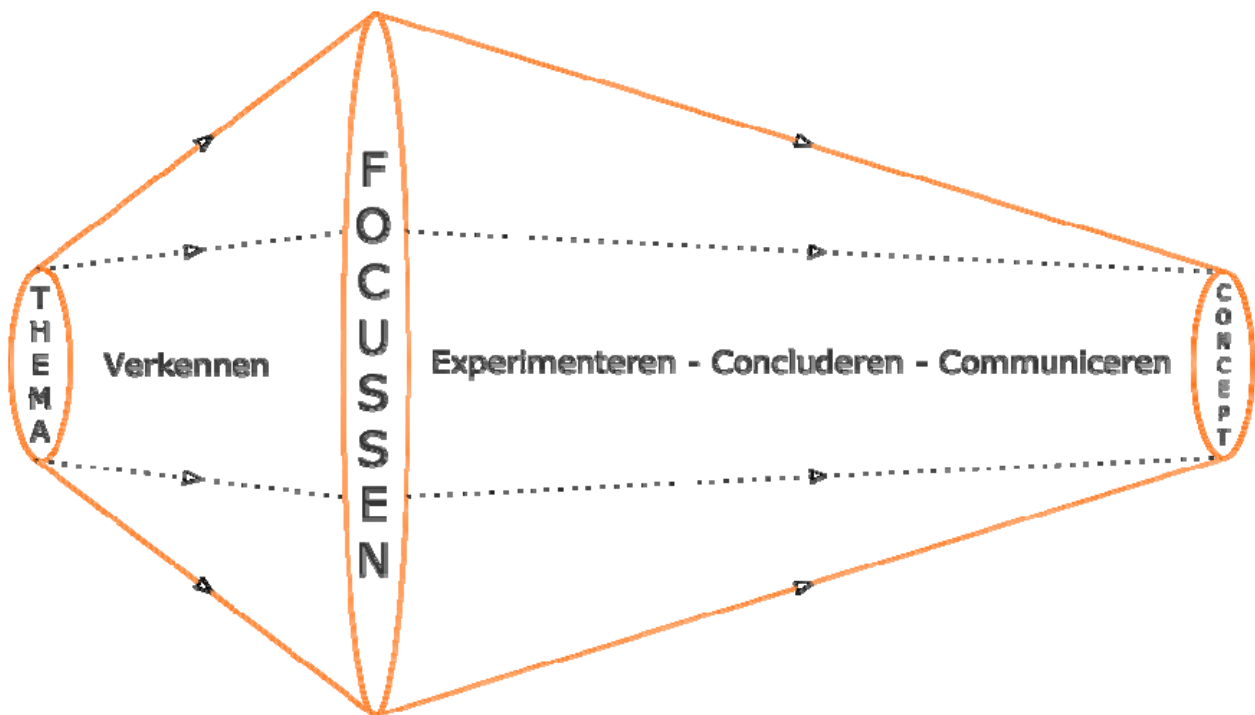 THEMA
Verkennen
FOCUSSEN
Experimenteren - Concluderen - Communiceren
CONCEPT